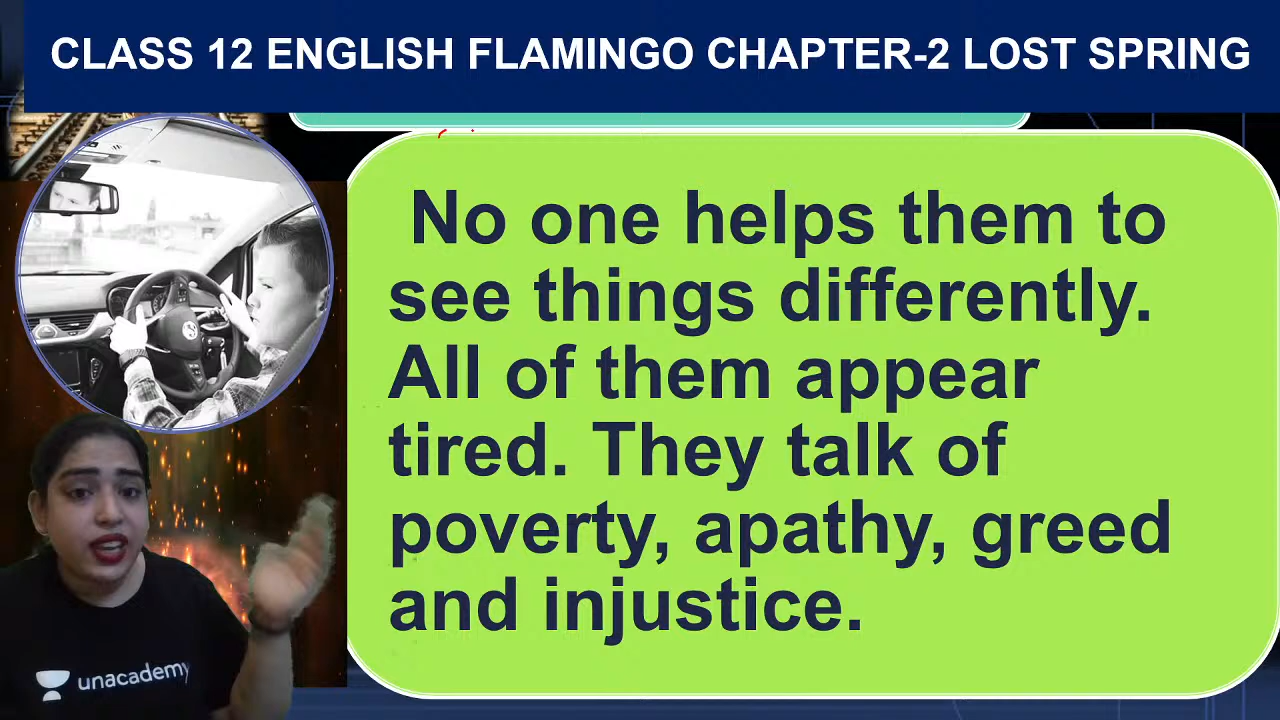 CLASS 12 ENGLISH FLAMINGO CHAPTER-2 LOST SPRING
No one helps them to
see things differently.
All of them appear
tired. They talk of
poverty, apathy, greed
and injustice.
unacademy